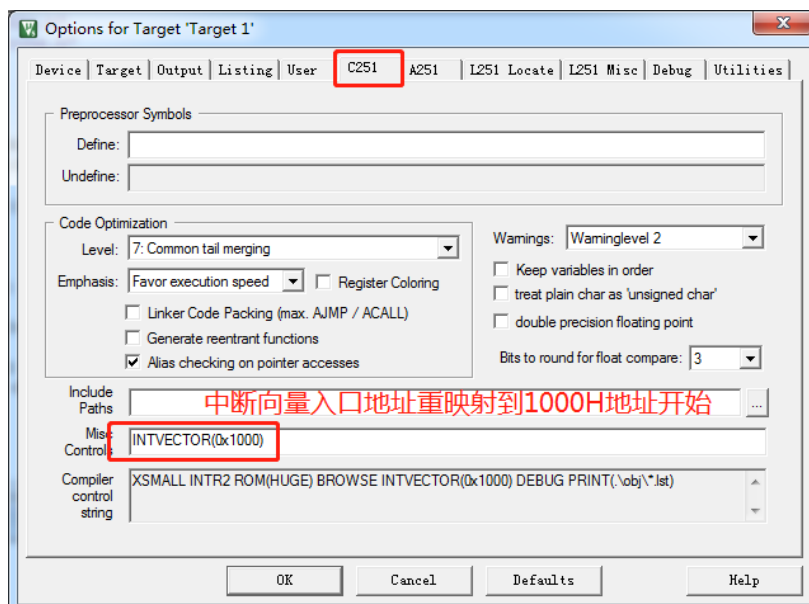 Options for Target 'Target 1'
Device Target Output Listing User C251 A251 L251 Locate L251 Misc Debug Utilities
Preprocessor Symbols
Define:
Undefine:
Code Optimization
Level: 7: Common tail merging
Emphasis: Favor execution speed Register Coloring
Linker Code Packing (max. AJMP / ACALL)
Generate reentrant functions
Alias checking on pointer accesses
Warnings: Warninglevel 2
Keep variables in order
treat plain char as 'unsigned char'
double precision floating point
Bits to round for float compare: 3
Include Paths 中断向量入口地址重映射到1000H地址开始 ...
Misc Controls INTVECTOR(0x1000)
Compiler control string XSMALL INTR2 ROM(HUGE) BROWSE INTVECTOR(0x1000) DEBUG PRINT(.\obj\*.lst)
OK Cancel Defaults Help